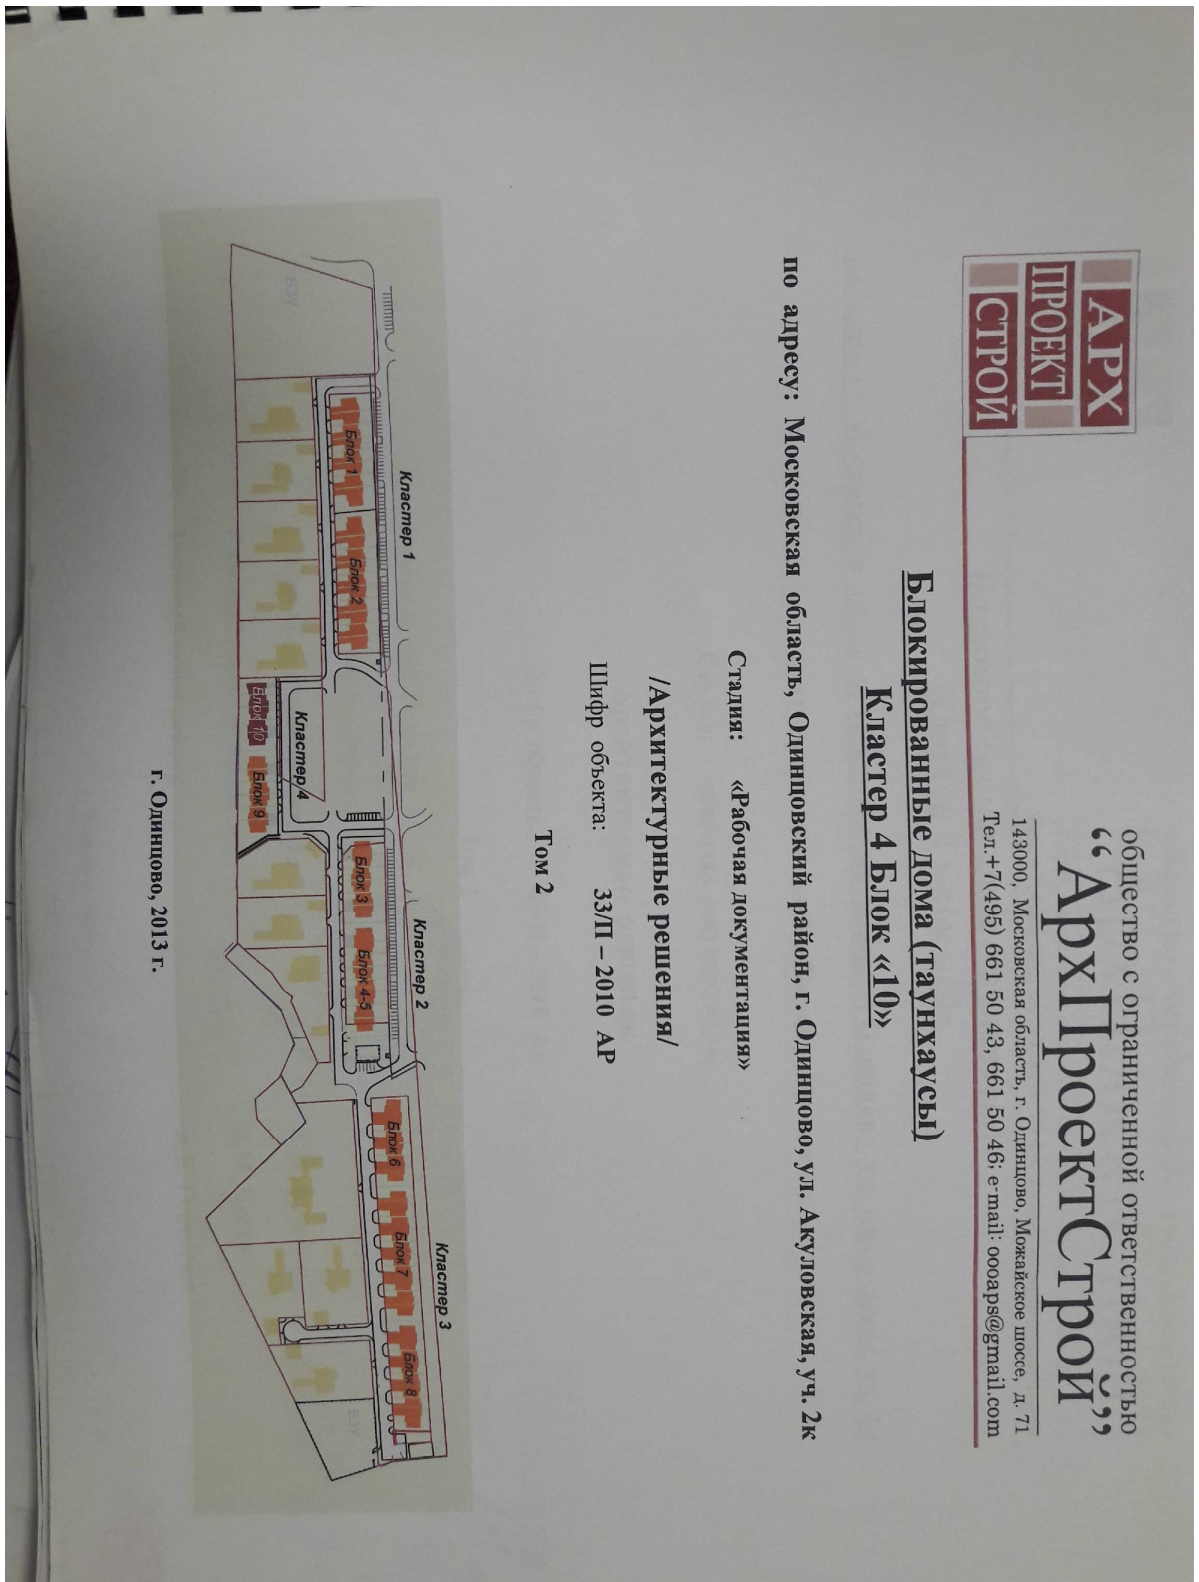 АРХ
ПРОЕКТ
СТРОЙ
общество с ограниченной ответственностью
“АрхПроектСтрой”
143000, Московская область, г. Одинцово, Можайское шоссе, д. 71
Тел.+7(495) 661 50 43, 661 50 46; e-mail: oooaps@gmail.com
Блокированные дома (таунхаусы)
Кластер 4 Блок «10»
по адресу: Московская область, Одинцовский район, г. Одинцово, ул. Акуловская, уч. 2к
Стадия: «Рабочая документация»
/Архитектурные решения/
Шифр объекта: 33/П – 2010 АР
Том 2
Кластер 1
Кластер 2
Кластер 3
Блок 1
Блок 2
Блок 3
Блок 4-5
Блок 6
Блок 7
Блок 8
Кластер 4
Блок 10
Блок 9
ВЗУ
ВЗУ
г. Одинцово, 2013 г.